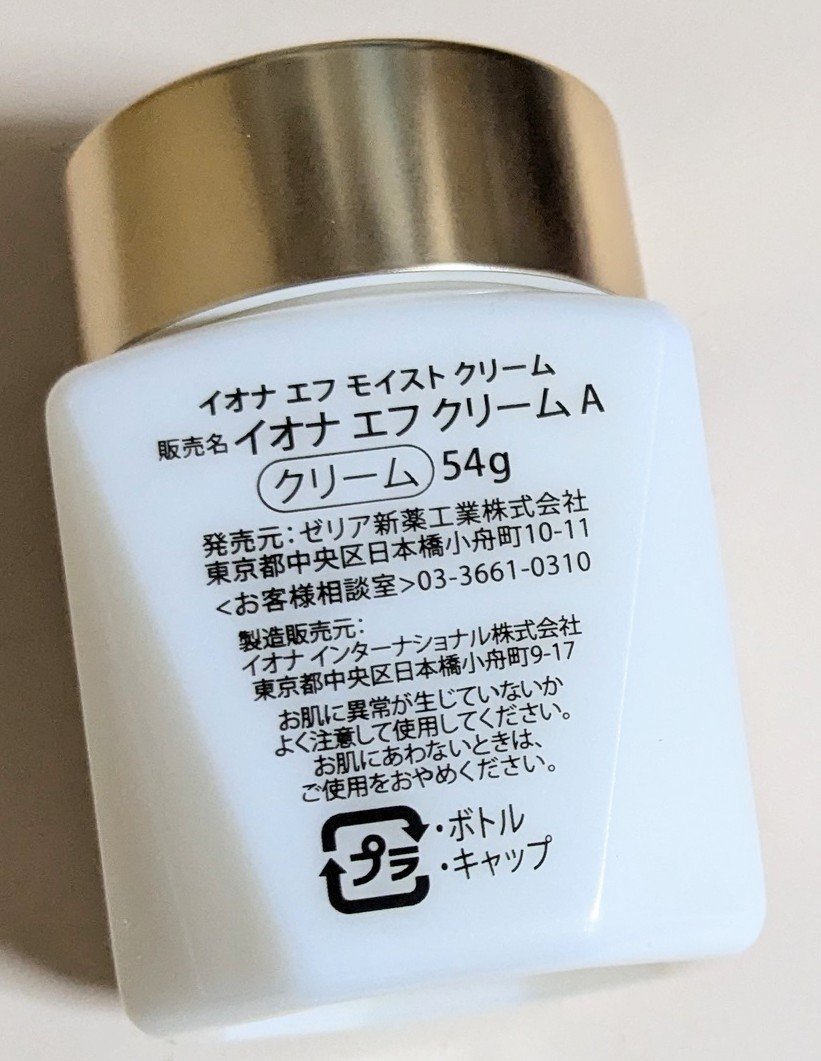 イオナ エフ モイスト クリーム
販売名 イオナ エフ クリーム A
クリーム 54g
発売元：ゼリア新薬工業株式会社
東京都中央区日本橋小舟町10-11
<お客様相談室>03-3661-0310
製造販売元：
イオナ インターナショナル株式会社
東京都中央区日本橋小舟町9-17
お肌に異常が生じていないか
よく注意して使用してください。
お肌にあわないときは、
ご使用をおやめください。
プラ
・ボトル
・キャップ